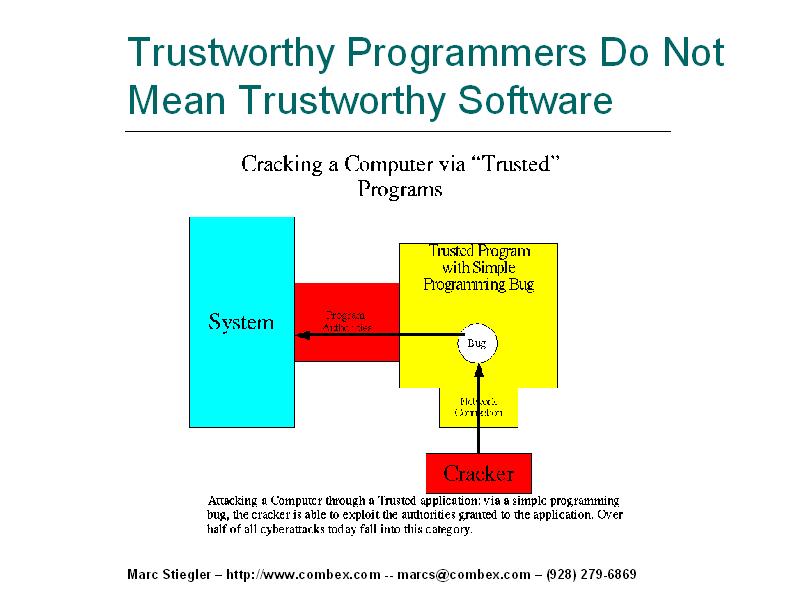 Trustworthy Programmers Do Not
Mean Trustworthy Software
Cracking a Computer via “Trusted”
Programs
Trusted Program
with Simple
Programming Bug
System
Program
Authorities
Bug
Network
Connection
Cracker
Attacking a Computer through a Trusted application: via a simple programming
bug, the cracker is able to exploit the authorities granted to the application. Over
half of all cyberattacks today fall into this category.
Marc Stiegler – http://www.combex.com -- marcs@combex.com – (928) 279-6869